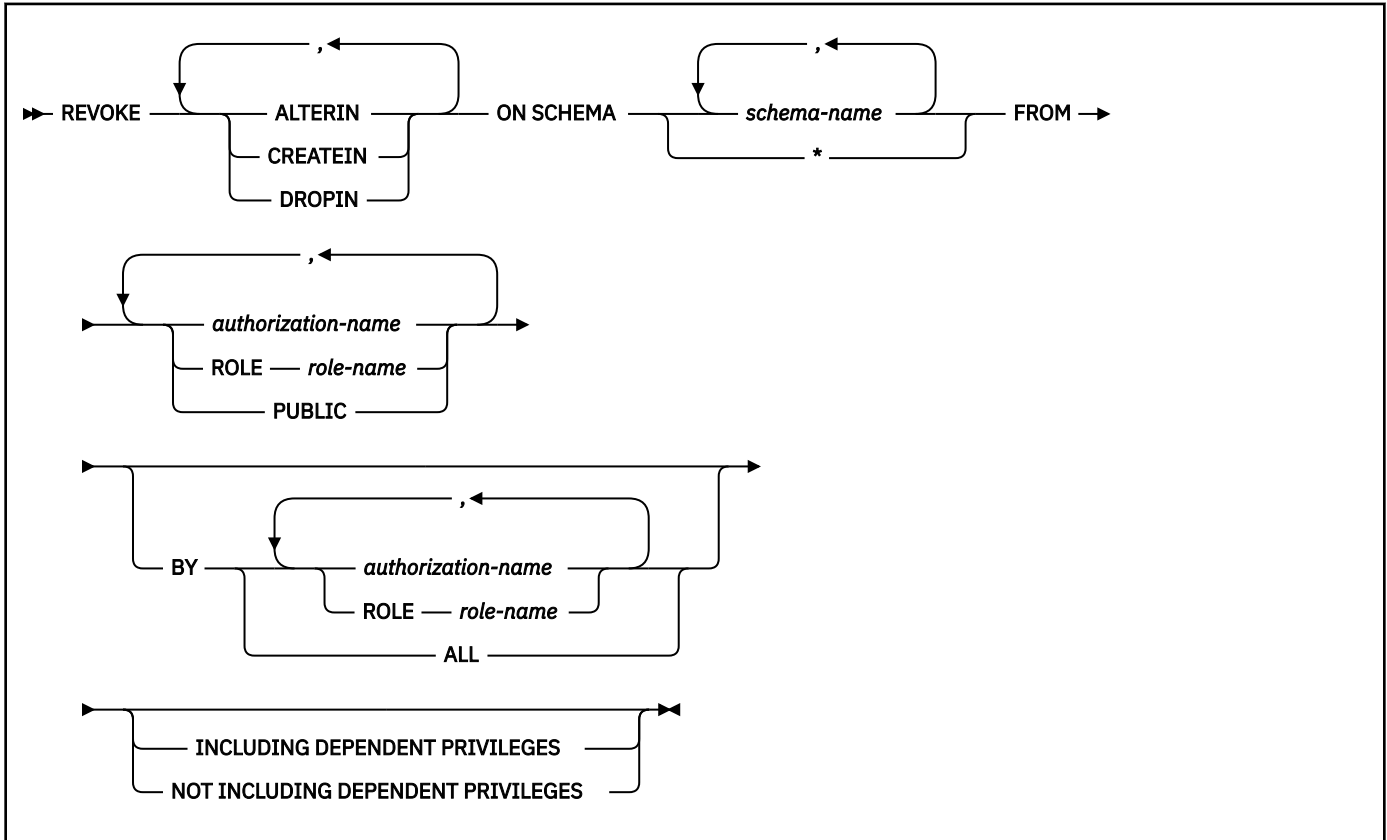 ,
,
REVOKE ALTERIN ON SCHEMA schema-name FROM
CREATEIN
*
DROPIN
,
authorization-name
ROLE role-name
PUBLIC
,
BY authorization-name
ROLE role-name
ALL
INCLUDING DEPENDENT PRIVILEGES
NOT INCLUDING DEPENDENT PRIVILEGES